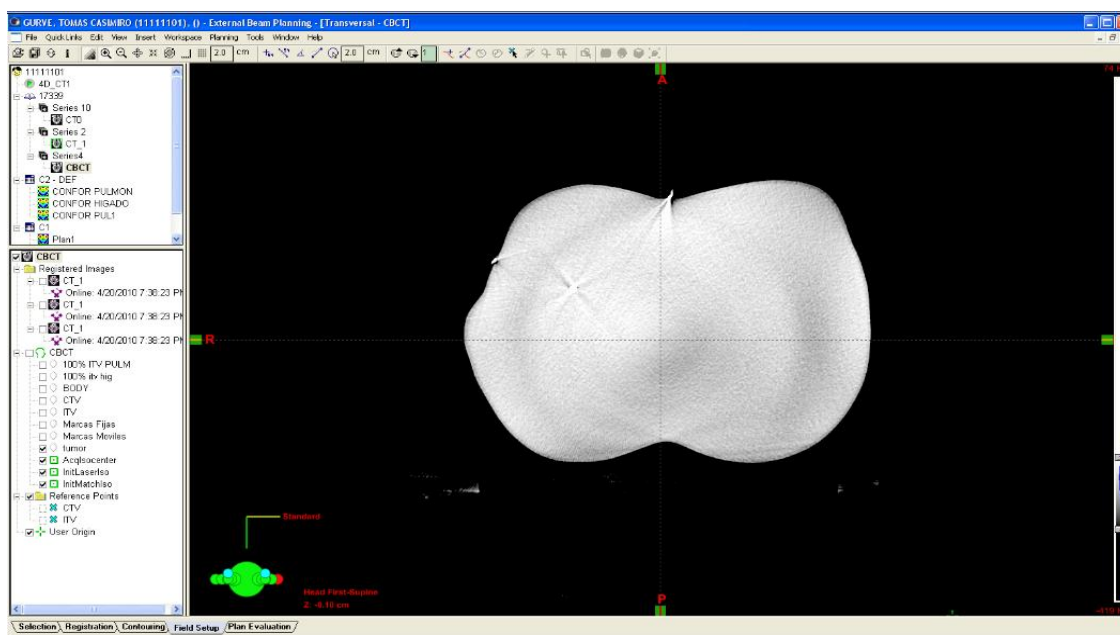 GURVE, TOMAS CASIMIRO (11111101), () - External Beam Planning - [Transversal - CBCT]
File QuickLinks Edit View Insert Workspace Planning Tools Window Help
2.0 cm 2.0 cm 1
11111101
4D_CT1
17339
Series 10
CT0
Series 2
CT_1
Series4
CBCT
C2 - DEF
CONFOR PULMON
CONFOR HIGADO
CONFOR PUL1
C1
Plan1
CBCT
Registered Images
CT_1
Online: 4/20/2010 7:38:23 PM
CT_1
Online: 4/20/2010 7:38:23 PM
CT_1
Online: 4/20/2010 7:38:23 PM
CBCT
100% ITV PULM
100% itv hig
BODY
CTV
ITV
Marcas Fijas
Marcas Moviles
tumor
AcqIsocenter
InitLaserIso
InitMatchIso
Reference Points
CTV
ITV
User Origin
A
R
P
Standard
Head First-Supine
Z: -4.10 cm
Selection Registration Contouring Field Setup Plan Evaluation